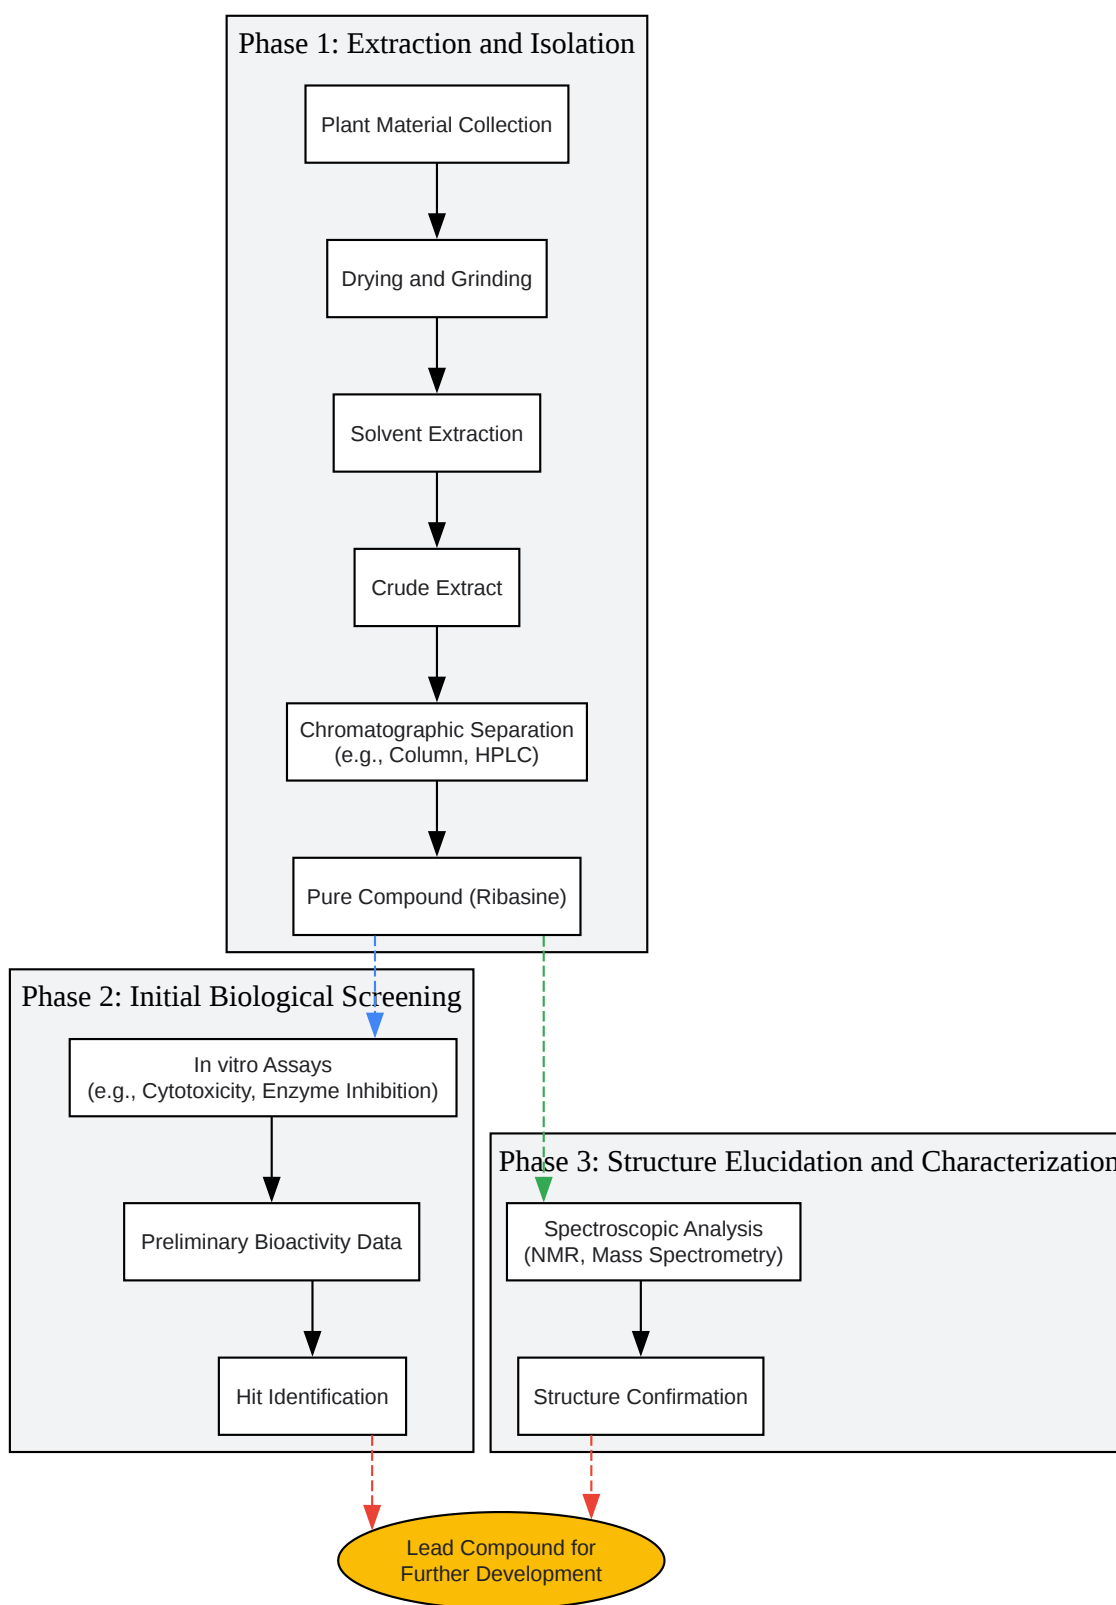 Phase 1: Extraction and Isolation
Plant Material Collection
Drying and Grinding
Solvent Extraction
Crude Extract
Chromatographic Separation
(e.g., Column, HPLC)
Pure Compound (Ribasine)
Phase 2: Initial Biological Screening
In vitro Assays
(e.g., Cytotoxicity, Enzyme Inhibition)
Preliminary Bioactivity Data
Hit Identification
Phase 3: Structure Elucidation and Characterization
Spectroscopic Analysis
(NMR, Mass Spectrometry)
Structure Confirmation
Lead Compound for
Further Development